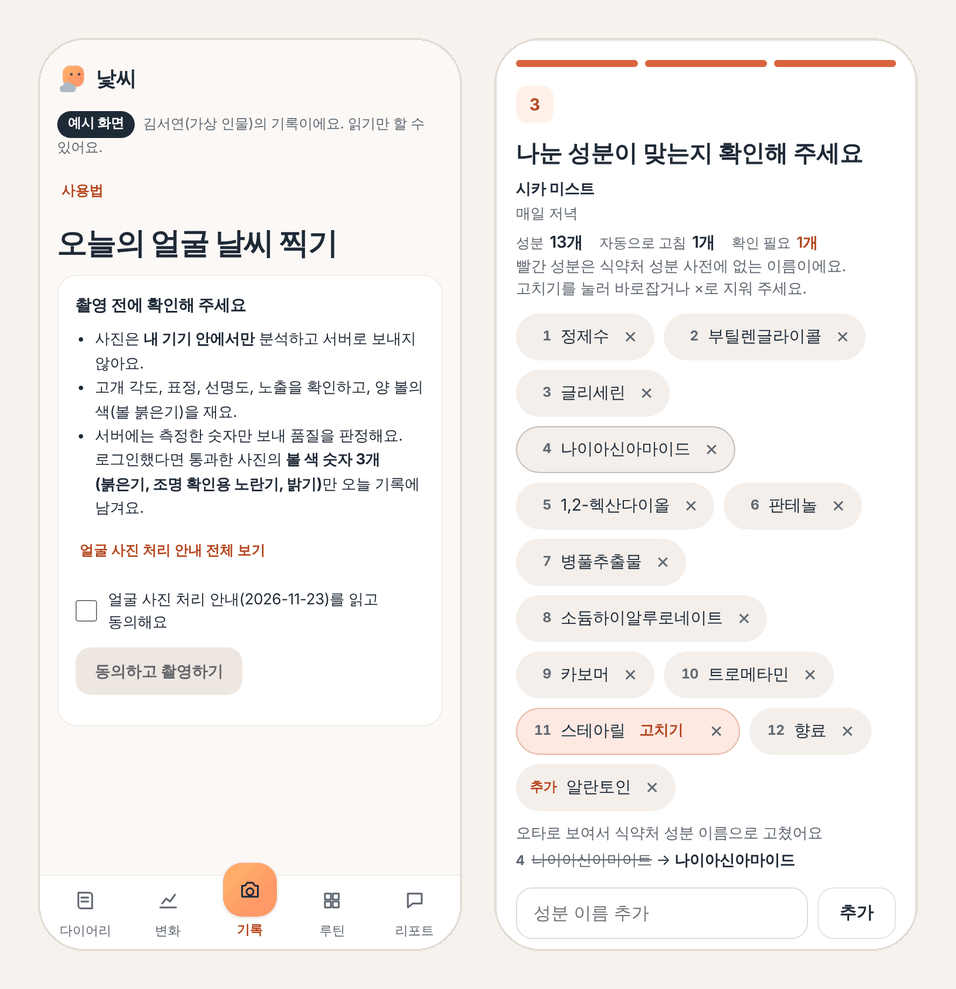 낯씨
예시 화면 김서연(가상 인물)의 기록이에요. 읽기만 할 수
있어요.
사용법
오늘의 얼굴 날씨 찍기
촬영 전에 확인해 주세요
• 사진은 내 기기 안에서만 분석하고 서버로 보내지
않아요.
• 고개 각도, 표정, 선명도, 노출을 확인하고, 양 볼의
색(볼 붉은기)을 재요.
• 서버에는 측정한 숫자만 보내 품질을 판정해요.
로그인했다면 통과한 사진의 볼 색 숫자 3개
(붉은기, 조명 확인용 노란기, 밝기)만 오늘 기록에
남겨요.
얼굴 사진 처리 안내 전체 보기
얼굴 사진 처리 안내(2026-11-23)를 읽고
동의해요
동의하고 촬영하기
다이어리 변화 기록 루틴 리포트
3
나눈 성분이 맞는지 확인해 주세요
시카 미스트
매일 저녁
성분 13개 자동으로 고침 1개 확인 필요 1개
빨간 성분은 식약처 성분 사전에 없는 이름이에요.
고치기를 눌러 바로잡거나 ×로 지워 주세요.
1 정제수 × 2 부틸렌글라이콜 ×
3 글리세린 ×
4 나이아신아마이드 ×
5 1,2-헥산다이올 × 6 판테놀 ×
7 병풀추출물 ×
8 소듐하이알루로네이트 ×
9 카보머 × 10 트로메타민 ×
11 스테아릴 고치기 × 12 향료 ×
추가 알란토인 ×
오타로 보여서 식약처 성분 이름으로 고쳤어요
4 나이아신아마이트 → 나이아신아마이드
성분 이름 추가 추가